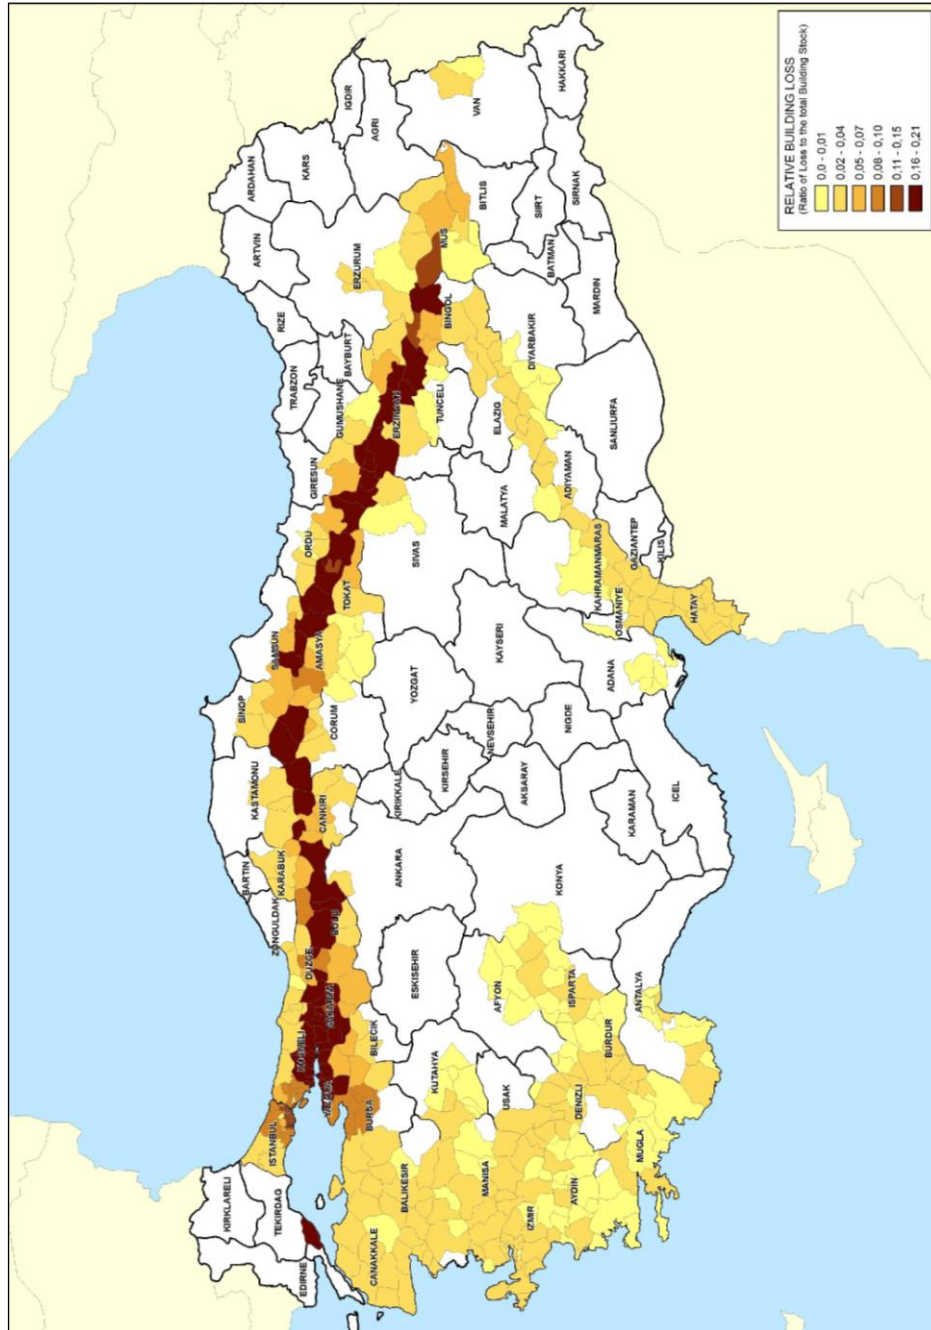 RELATIVE BUILDING LOSS
(Ratio of Loss to the total Building Stock)
0,0 - 0,01
0,02 - 0,04
0,05 - 0,07
0,08 - 0,10
0,11 - 0,15
0,16 - 0,21
KIRKLARELI
EDIRNE
TEKIRDAG
ISTANBUL
KOCAELI
YALOVA
SAKARYA
DUZCE
ZONGULDAK
BARTIN
KARABUK
KASTAMONU
SINOP
SAMSUN
ORDU
GIRESUN
TRABZON
RIZE
ARTVIN
ARDAHAN
CANAKKALE
BALIKESIR
BURSA
BILECIK
BOLU
CANKIRI
CORUM
AMASYA
TOKAT
GUMUSHANE
BAYBURT
ERZURUM
KARS
IGDIR
AGRI
KUTAHYA
ESKISEHIR
ANKARA
KIRIKKALE
YOZGAT
SIVAS
ERZINCAN
TUNCELI
BINGOL
MUS
VAN
MANISA
USAK
AFYON
KIRSEHIR
NEVSEHIR
KAYSERI
MALATYA
ELAZIG
DIYARBAKIR
BITLIS
IZMIR
AYDIN
DENIZLI
ISPARTA
BURDUR
KONYA
AKSARAY
NIGDE
KAHRAMANMARAS
ADIYAMAN
BATMAN
SIIRT
HAKKARI
MUGLA
ANTALYA
KARAMAN
ICEL
ADANA
OSMANIYE
GAZIANTEP
KILIS
HATAY
SANLIURFA
MARDIN
SIRNAK